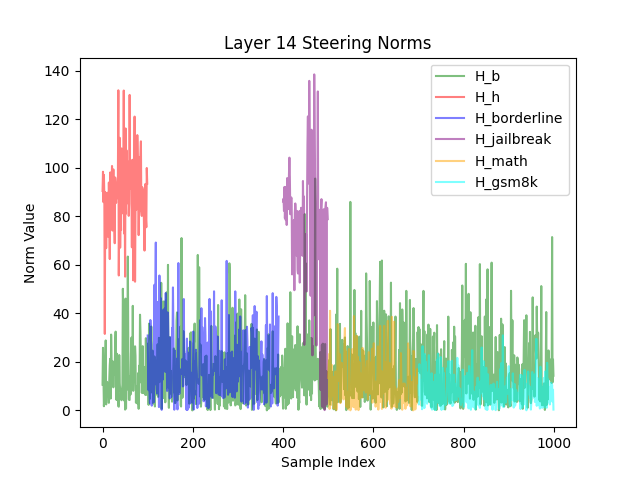 Layer 14 Steering Norms
Norm Value
140
120
100
80
60
40
20
0
0
200
400
600
800
1000
Sample Index
H_b
H_h
H_borderline
H_jailbreak
H_math
H_gsm8k